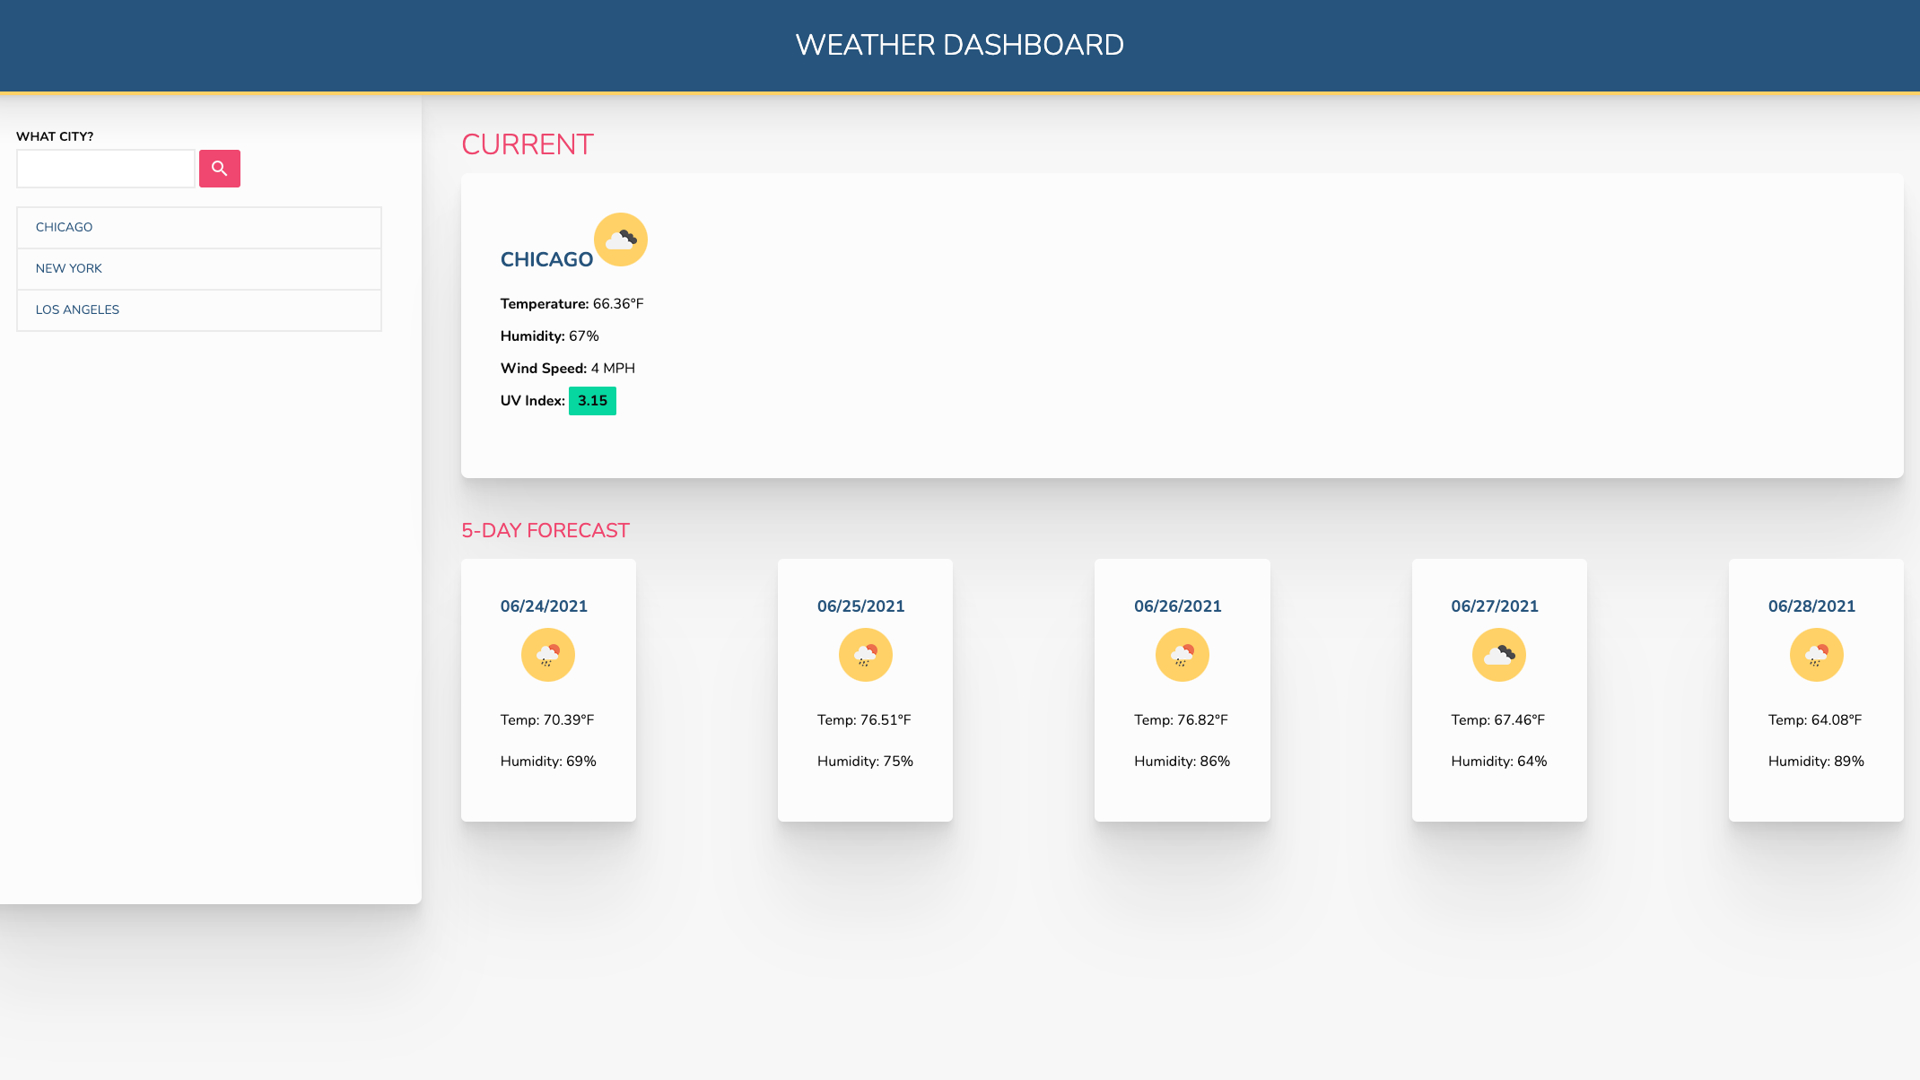 WEATHER DASHBOARD
WHAT CITY?
CHICAGO
NEW YORK
LOS ANGELES
CURRENT
CHICAGO
Temperature: 66.36°F
Humidity: 67%
Wind Speed: 4 MPH
UV Index: 3.15
5-DAY FORECAST
06/24/2021
Temp: 70.39°F
Humidity: 69%
06/25/2021
Temp: 76.51°F
Humidity: 75%
06/26/2021
Temp: 76.82°F
Humidity: 86%
06/27/2021
Temp: 67.46°F
Humidity: 64%
06/28/2021
Temp: 64.08°F
Humidity: 89%